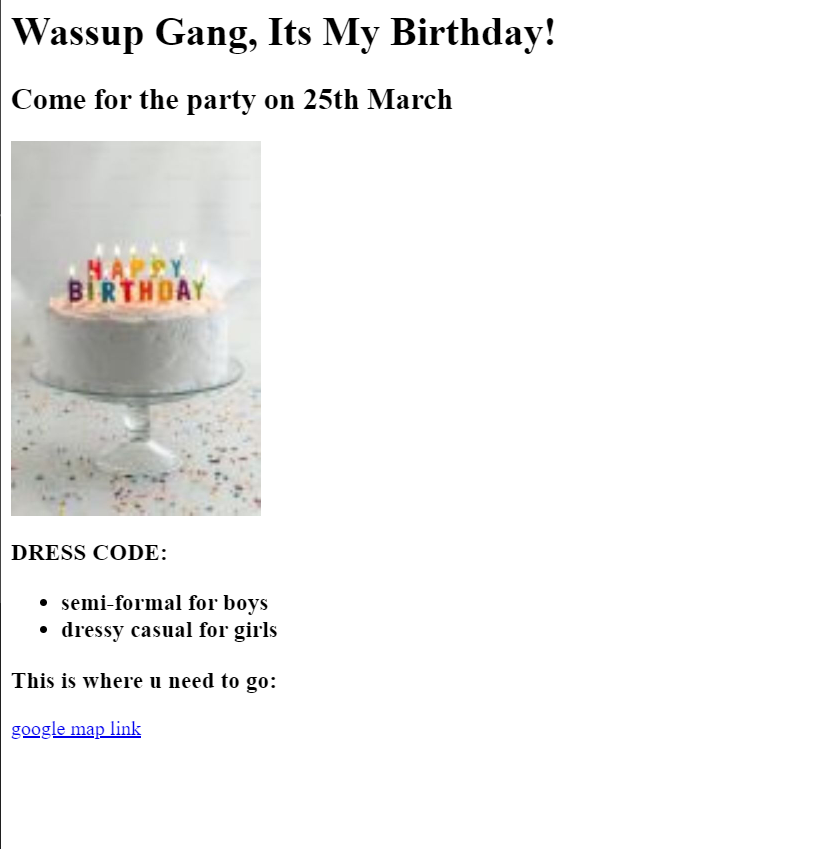 Wassup Gang, Its My Birthday!
Come for the party on 25th March
HAPPY
BIRTHDAY
DRESS CODE:
semi-formal for boys
dressy casual for girls
This is where u need to go:
google map link